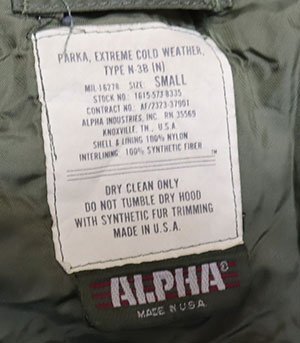 PARKA, EXTREME COLD WEATHER,
TYPE N-3B (N)
MIL-16278 SIZE: SMALL
STOCK NO. 1615-573-8335
CONTRACT NO. AF/2323-37901
ALPHA INDUSTRIES, INC. RN 35569
KNOXVILLE, TN., U.S.A
SHELL & LINING 100% NYLON
INTERLINING 100% SYNTHETIC FIBER
DRY CLEAN ONLY
DO NOT TUMBLE DRY HOOD
WITH SYNTHETIC FUR TRIMMING
MADE IN U.S.A.
ALPHA®
MADE IN U.S.A.